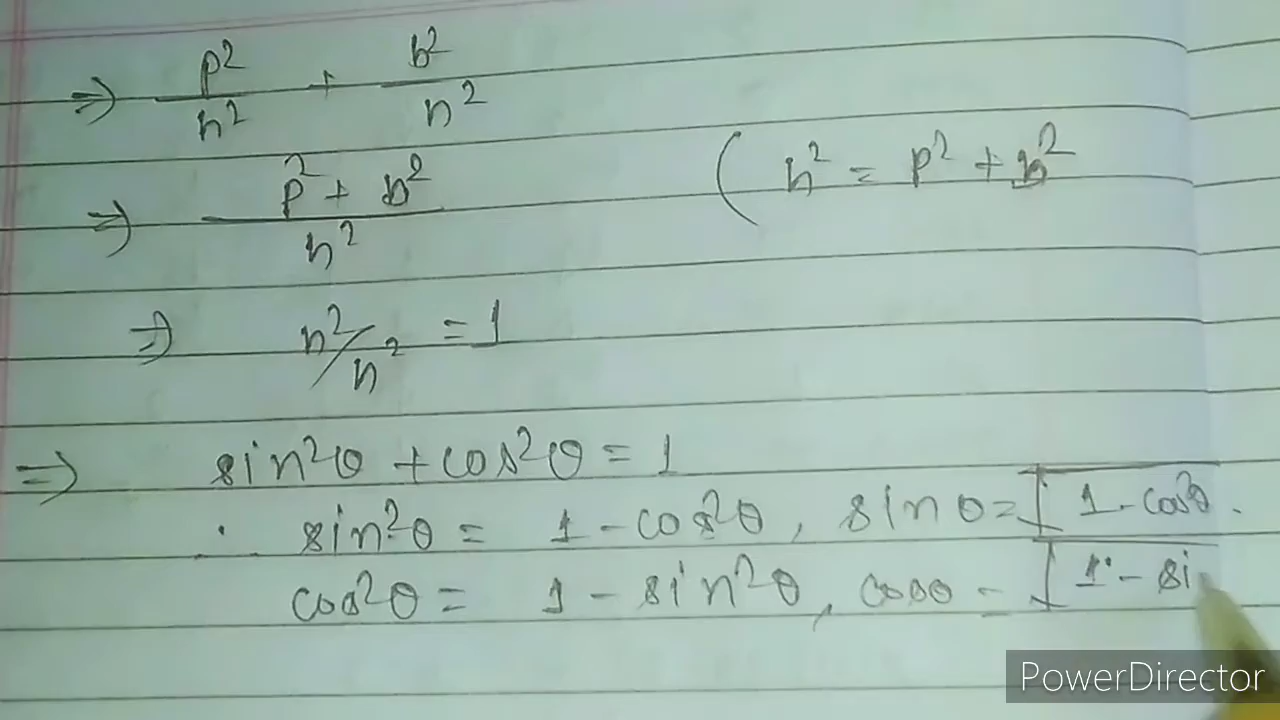 ⇒ p²/h² + b²/h²
⇒ p² + b² / h² ( h² = p² + b²
⇒ h²/h² = 1
⇒ sin²θ + cos²θ = 1
∴ sin²θ = 1 - cos²θ, sin θ = √1 - cos²θ.
cos²θ = 1 - sin²θ, cosθ = √1 - si
PowerDirector